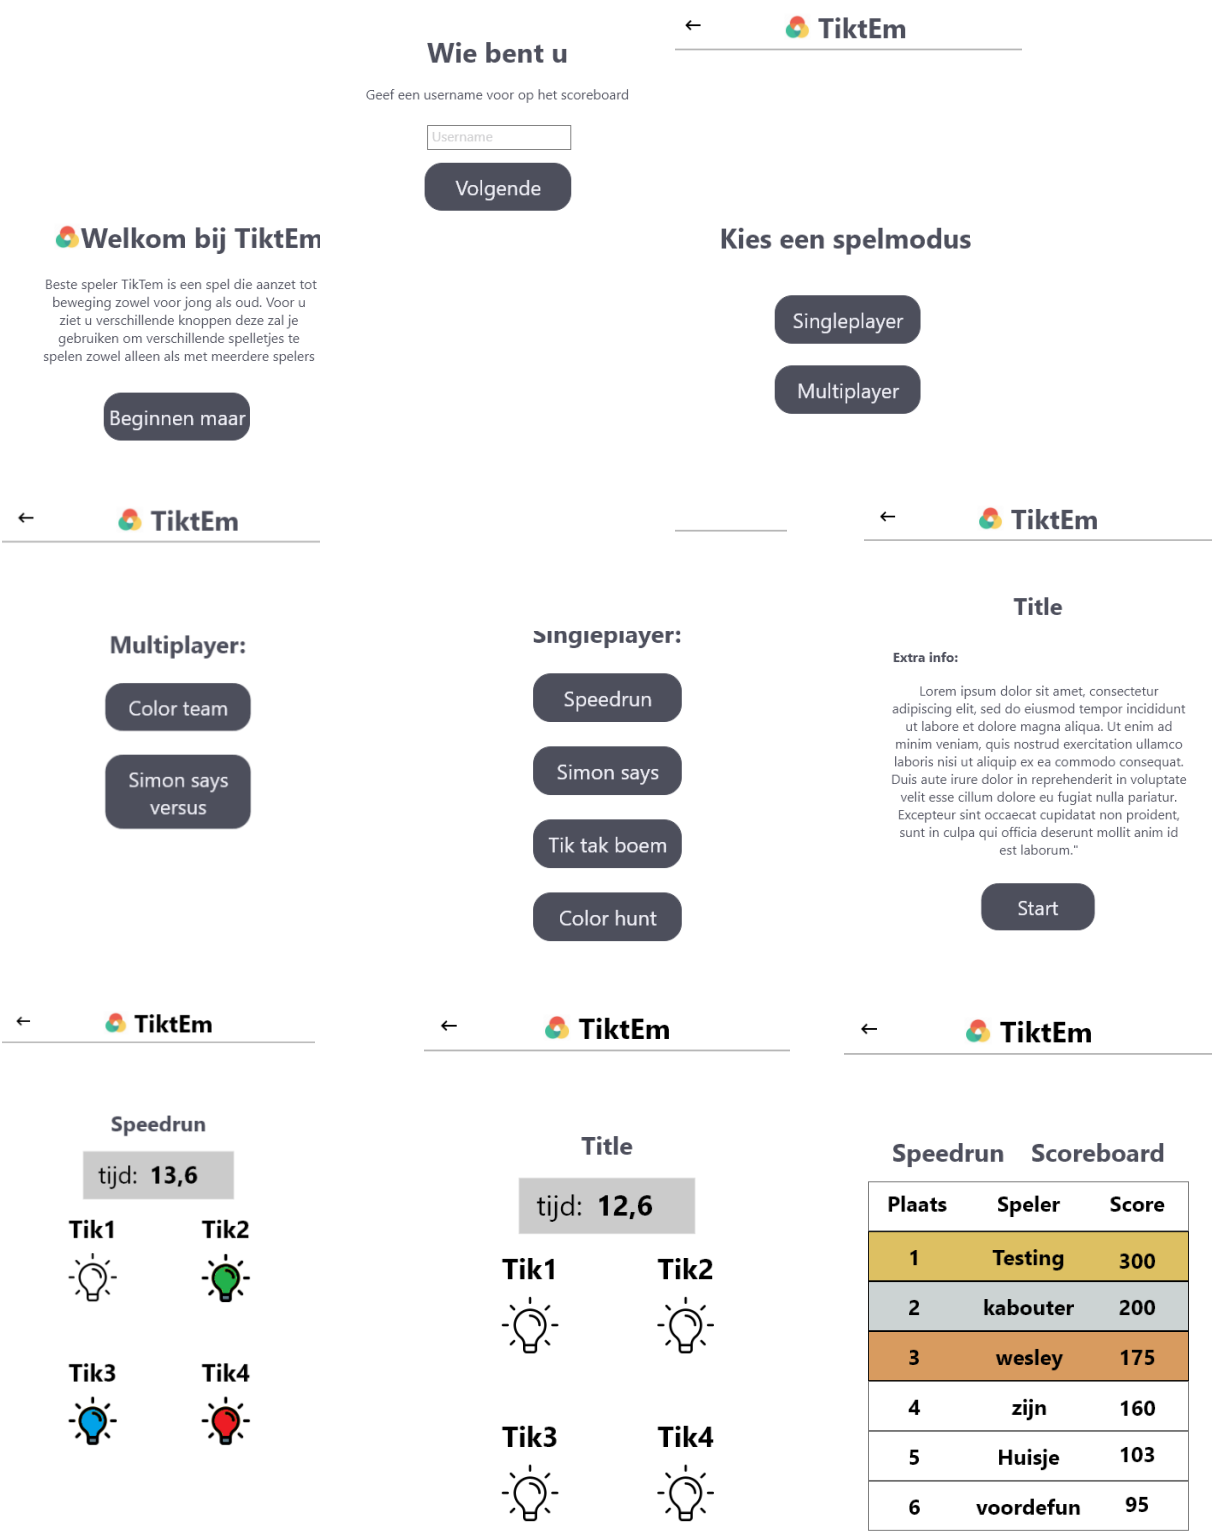 Wie bent u
Geef een username voor op het scoreboard
Username
Volgende
← TiktEm
Welkom bij TiktEm
Beste speler TikTem is een spel die aanzet tot
beweging zowel voor jong als oud. Voor u
ziet u verschillende knoppen deze zal je
gebruiken om verschillende spelletjes te
spelen zowel alleen als met meerdere spelers
Beginnen maar
Kies een spelmodus
Singleplayer
Multiplayer
← TiktEm
Multiplayer:
Color team
Simon says
versus
Singleplayer:
Speedrun
Simon says
Tik tak boem
Color hunt
← TiktEm
Title
Extra info:
Lorem ipsum dolor sit amet, consectetur
adipiscing elit, sed do eiusmod tempor incididunt
ut labore et dolore magna aliqua. Ut enim ad
minim veniam, quis nostrud exercitation ullamco
laboris nisi ut aliquip ex ea commodo consequat.
Duis aute irure dolor in reprehenderit in voluptate
velit esse cillum dolore eu fugiat nulla pariatur.
Excepteur sint occaecat cupidatat non proident,
sunt in culpa qui officia deserunt mollit anim id
est laborum."
Start
← TiktEm
Speedrun
tijd: 13,6
Tik1 Tik2
Tik3 Tik4
← TiktEm
Title
tijd: 12,6
Tik1 Tik2
Tik3 Tik4
← TiktEm
Speedrun Scoreboard
Plaats Speler Score
1 Testing 300
2 kabouter 200
3 wesley 175
4 zijn 160
5 Huisje 103
6 voordefun 95